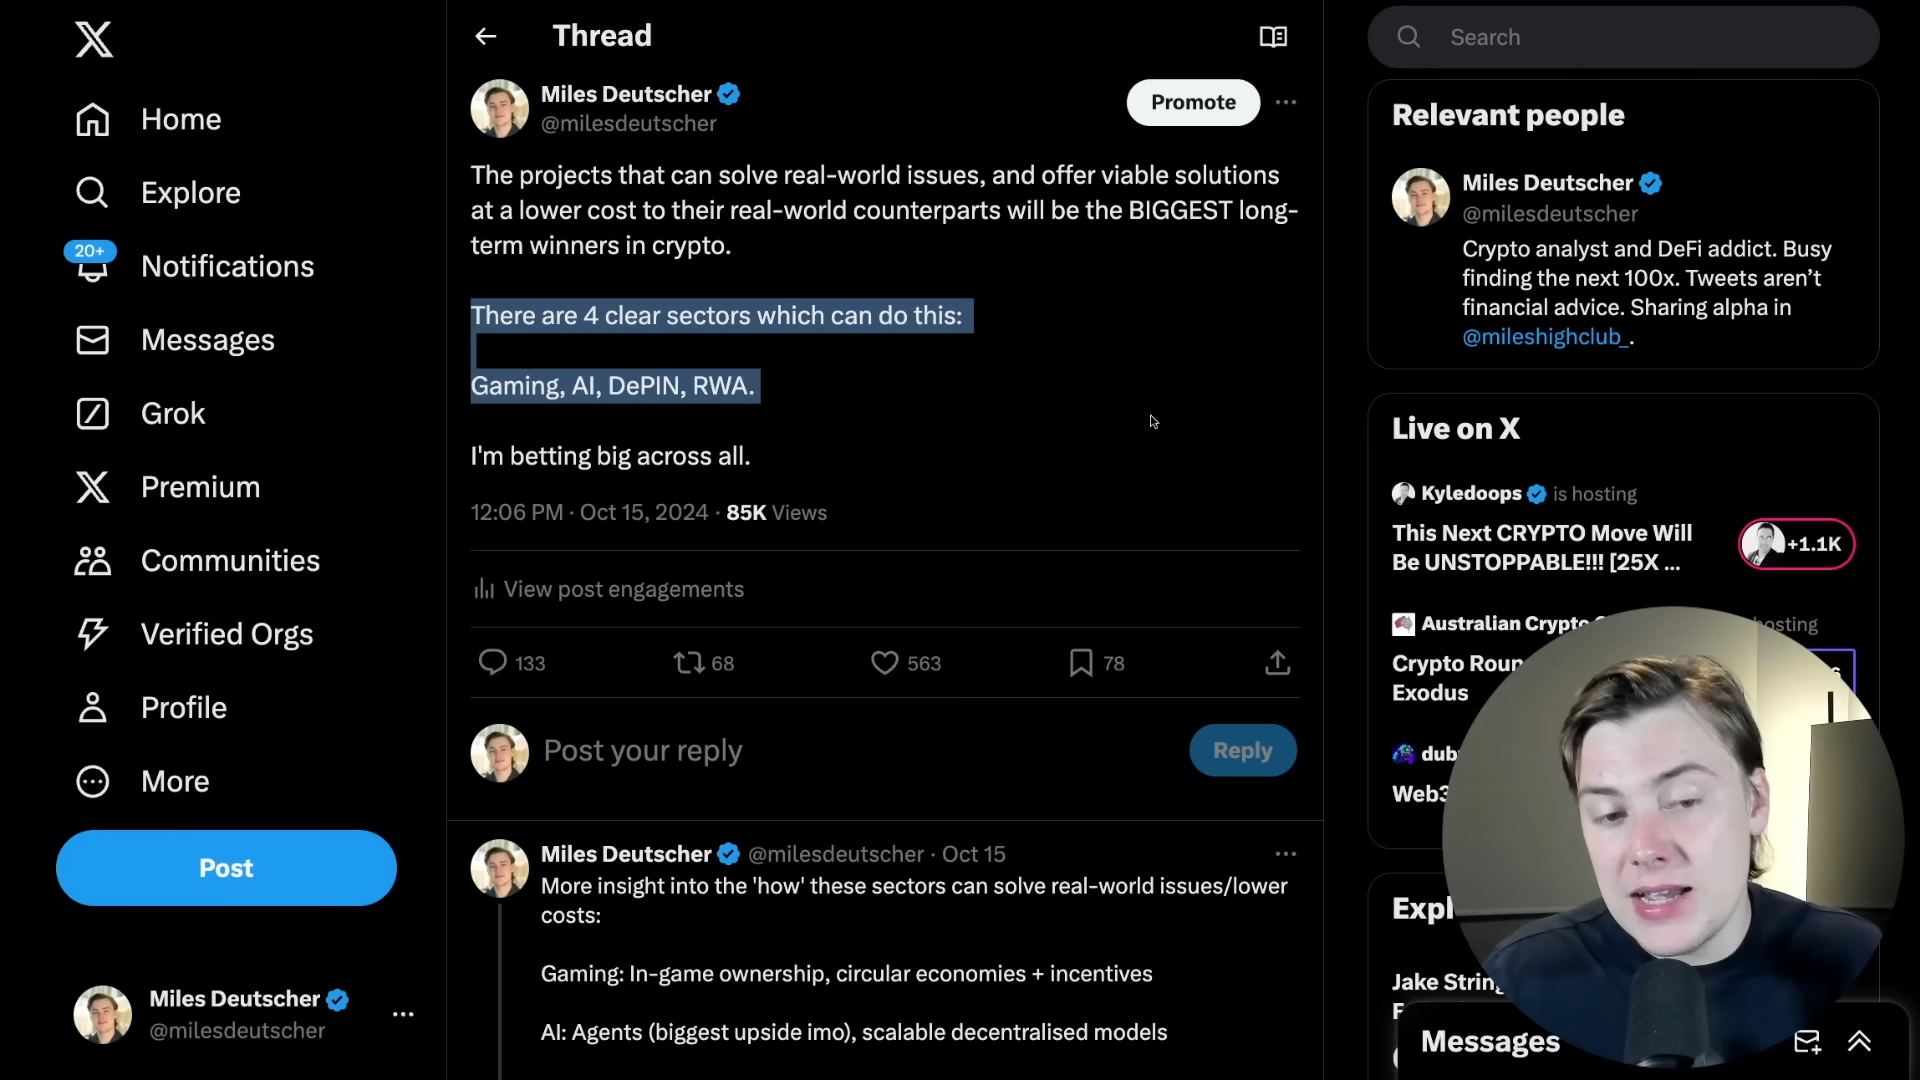 Thread
Search
Home
Explore
20+
Notifications
Messages
Grok
Premium
Communities
Verified Orgs
Profile
More
Post
Miles Deutscher
@milesdeutscher
Miles Deutscher
@milesdeutscher
Promote
The projects that can solve real-world issues, and offer viable solutions
at a lower cost to their real-world counterparts will be the BIGGEST long-
term winners in crypto.
There are 4 clear sectors which can do this:
Gaming, AI, DePIN, RWA.
I'm betting big across all.
12:06 PM · Oct 15, 2024 · 85K Views
View post engagements
133
68
563
78
Post your reply
Reply
Miles Deutscher @milesdeutscher · Oct 15
More insight into the 'how' these sectors can solve real-world issues/lower
costs:
Gaming: In-game ownership, circular economies + incentives
AI: Agents (biggest upside imo), scalable decentralised models
Relevant people
Miles Deutscher
@milesdeutscher
Crypto analyst and DeFi addict. Busy
finding the next 100x. Tweets aren’t
financial advice. Sharing alpha in
@mileshighclub_.
Live on X
Kyledoops is hosting
This Next CRYPTO Move Will
Be UNSTOPPABLE!!! [25X ...
+1.1K
Australian Crypto hosting
Crypto Roun
Exodus
dub
Web3
Expl
Jake String
Messages